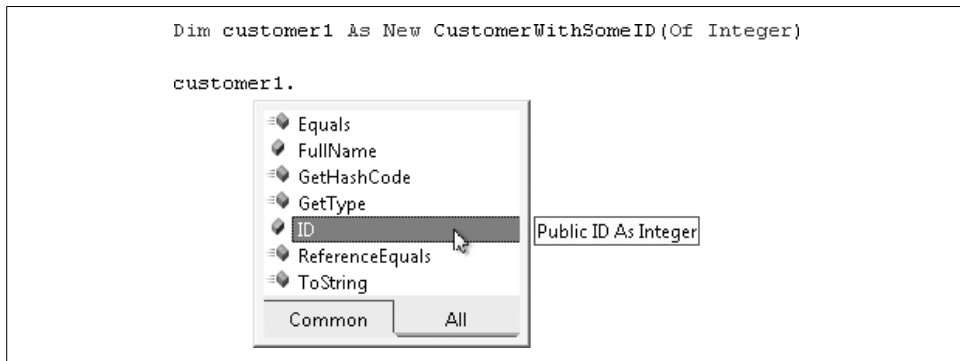 Dim customer1 As New CustomerWithSomeID(Of Integer)
customer1.
Equals
FullName
GetHashCode
GetType
ID
Public ID As Integer
ReferenceEquals
ToString
Common All